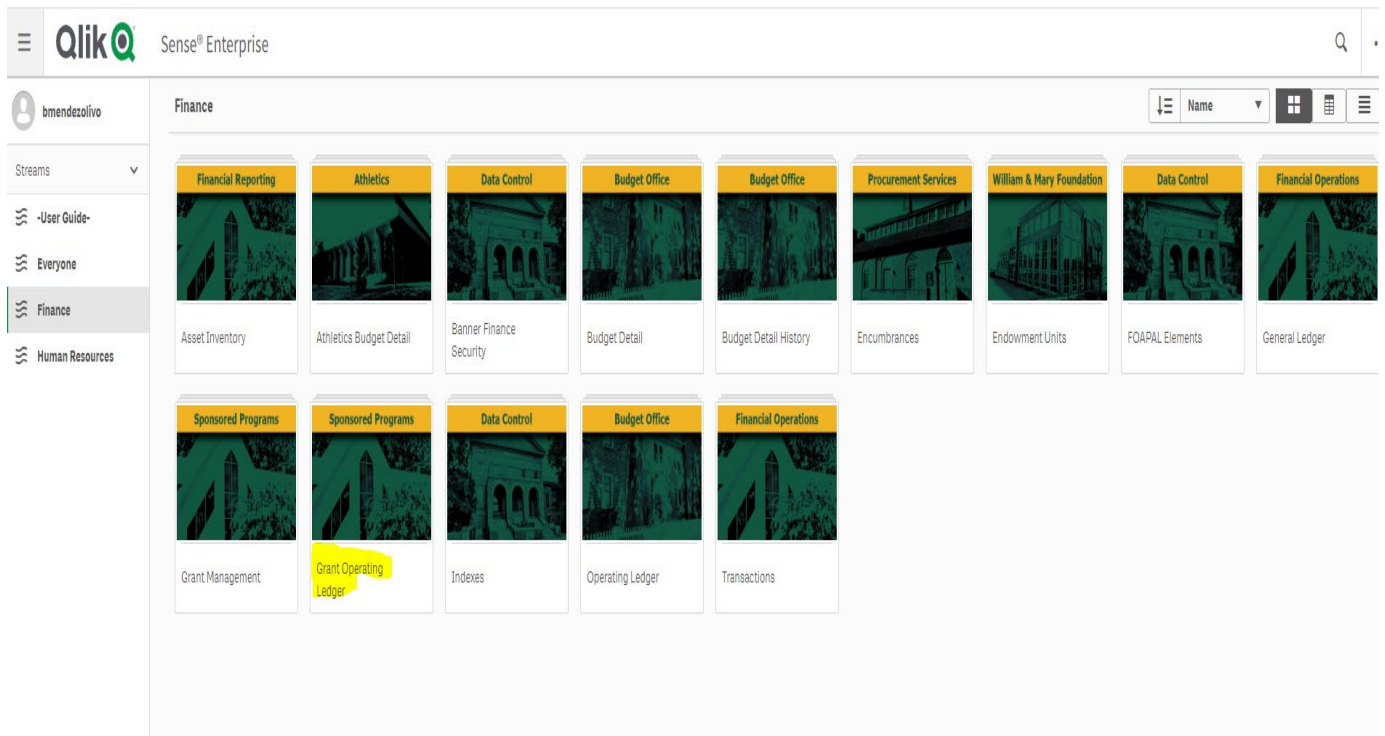 Qlik Q Sense® Enterprise
bmendezolivo
Finance
Name
Streams
-User Guide-
Everyone
Finance
Human Resources
Financial Reporting
Athletics
Data Control
Budget Office
Budget Office
Procurement Services
William & Mary Foundation
Data Control
Financial Operations
Asset Inventory
Athletics Budget Detail
Banner Finance
Security
Budget Detail
Budget Detail History
Encumbrances
Endowment Units
FOAPAL Elements
General Ledger
Sponsored Programs
Sponsored Programs
Data Control
Budget Office
Financial Operations
Grant Management
Grant Operating
Ledger
Indexes
Operating Ledger
Transactions